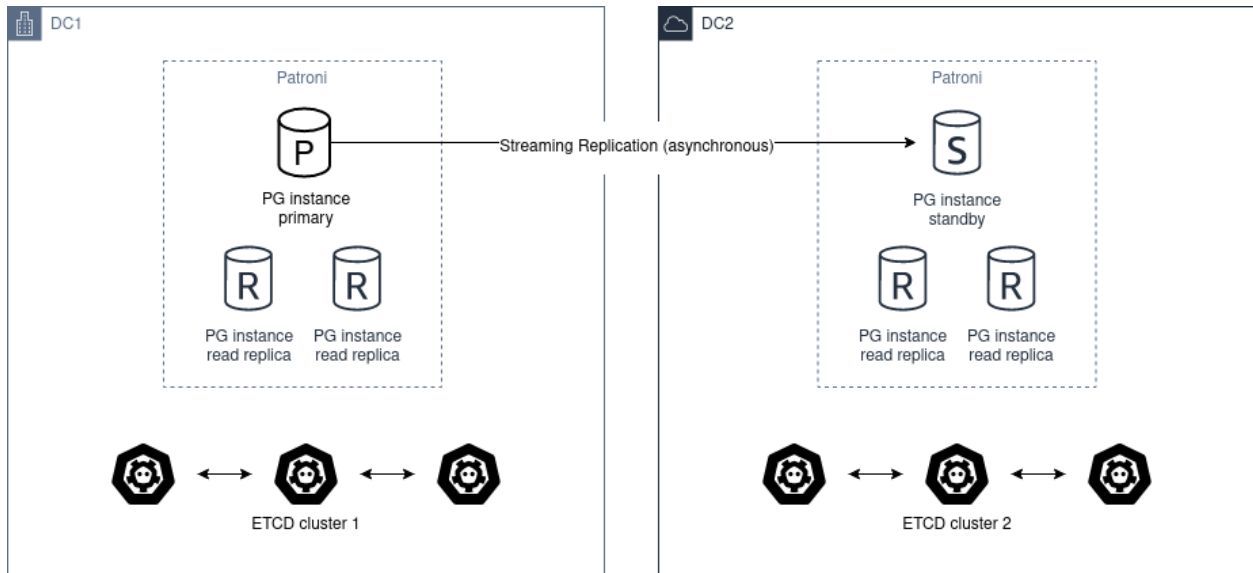 DC1
DC2
Patroni
Patroni
P
Streaming Replication (asynchronous)
S
PG instance
primary
PG instance
standby
R
R
R
R
PG instance
read replica
PG instance
read replica
PG instance
read replica
PG instance
read replica
ETCD cluster 1
ETCD cluster 2